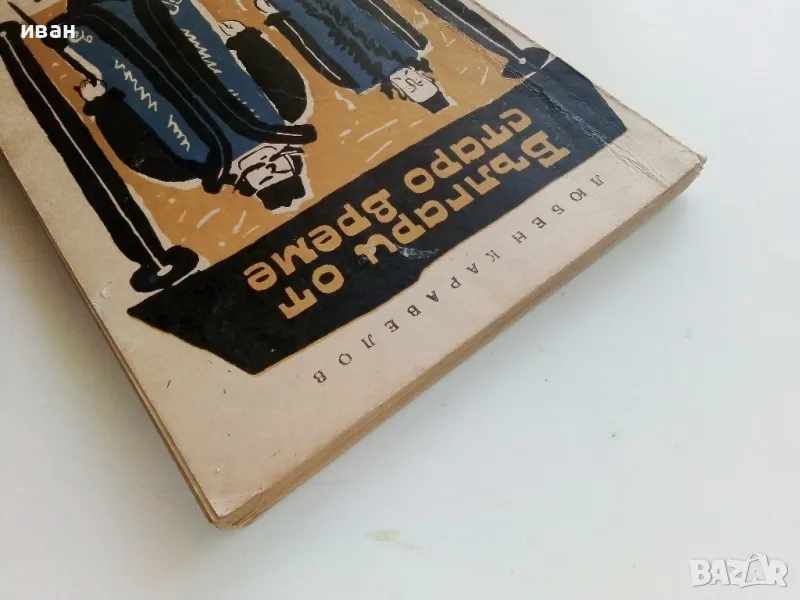 иван
ЛЮБЕН КАРАВЕЛОВ
Българи от
старо време
BAZAR